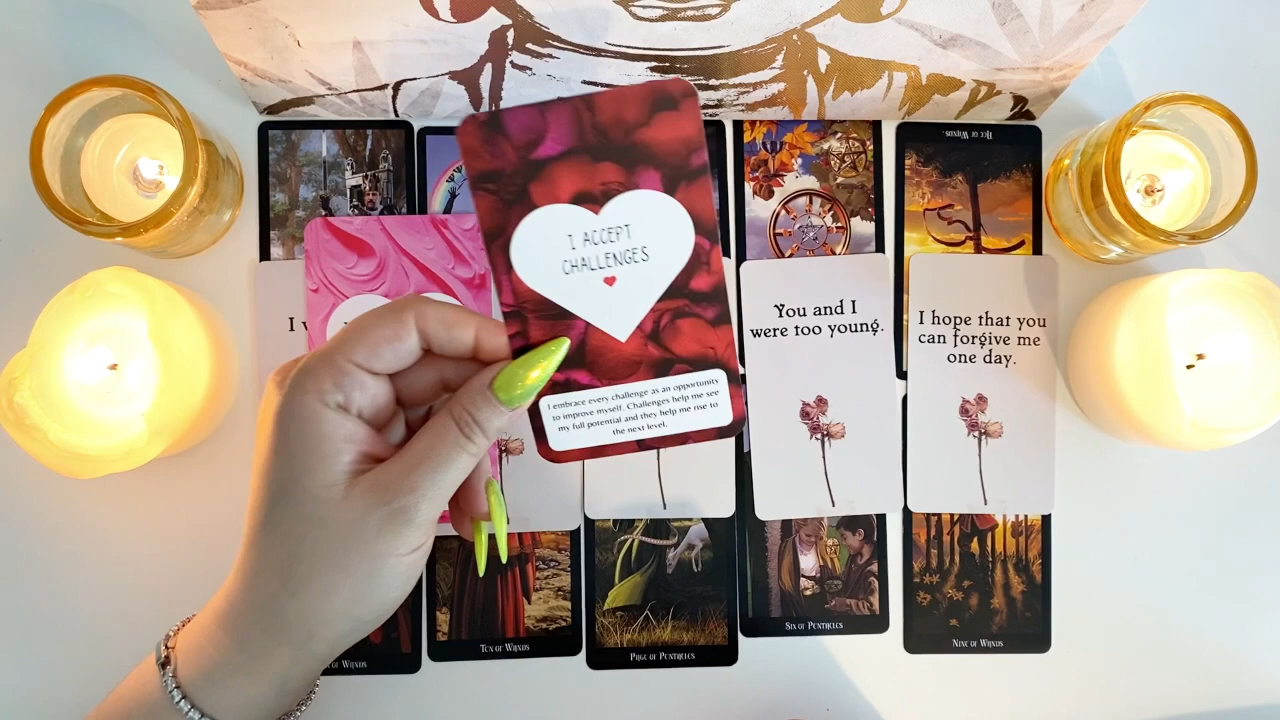 Ace of Wands.
I ACCEPT
CHALLENGES
I embrace every challenge as an opportunity
to improve myself. Challenges help me see
my full potential and they help me rise to
the next level.
I
You and I
were too young.
I hope that you
can forgive me
one day.
of Wands
Ten of Wands
Page of Pentacles
Six of Pentacles
Nine of Wands